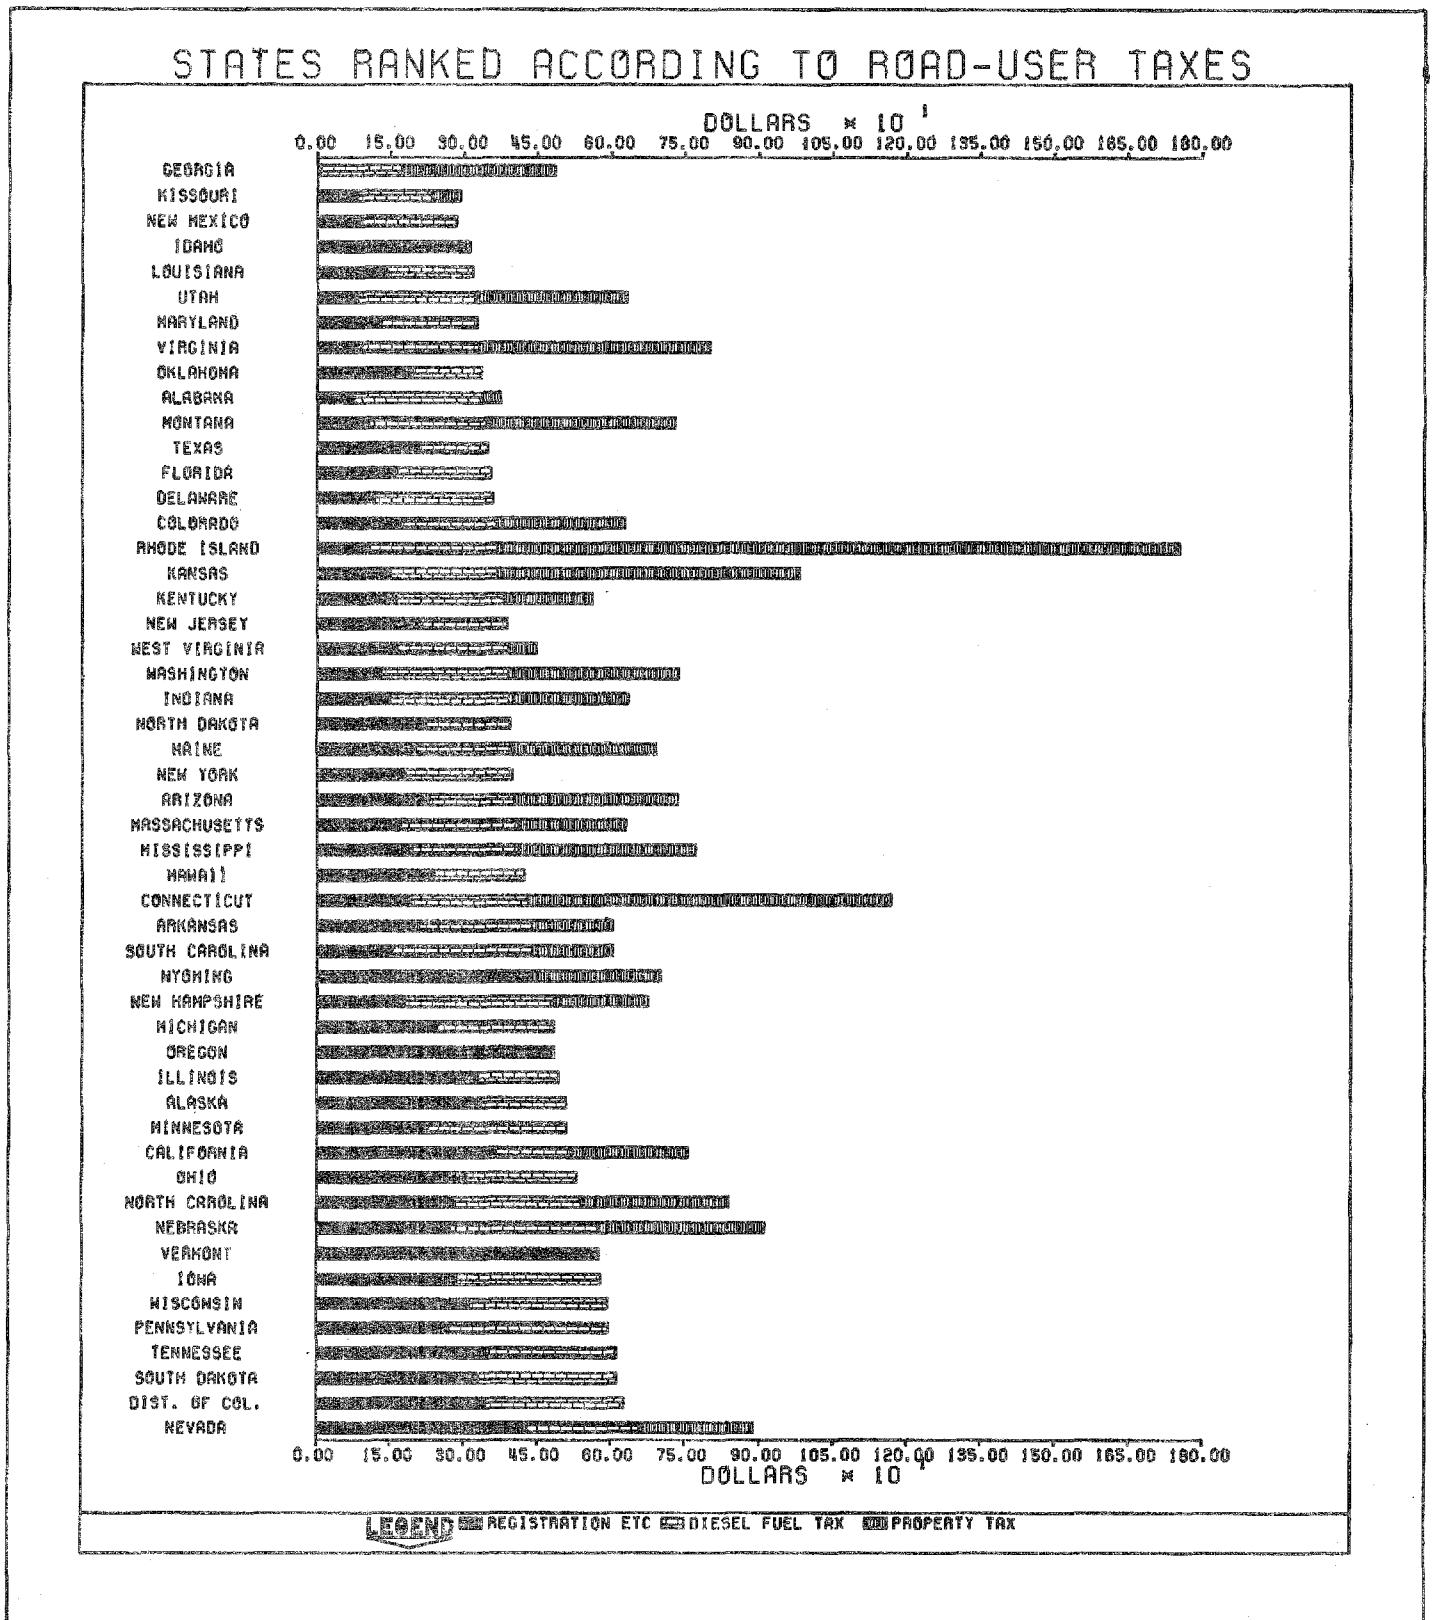 STATES RANKED ACCORDING TO ROAD-USER TAXES
DOLLARS * 10 1
0.00 15.00 30.00 45.00 60.00 75.00 90.00 105.00 120.00 135.00 150.00 165.00 180.00
GEORGIA
MISSOURI
NEW MEXICO
IDAHO
LOUISIANA
UTAH
MARYLAND
VIRGINIA
OKLAHOMA
ALABAMA
MONTANA
TEXAS
FLORIDA
DELAWARE
COLORADO
RHODE ISLAND
KANSAS
KENTUCKY
NEW JERSEY
WEST VIRGINIA
WASHINGTON
INDIANA
NORTH DAKOTA
MAINE
NEW YORK
ARIZONA
MASSACHUSETTS
MISSISSIPPI
HAWAII
CONNECTICUT
ARKANSAS
SOUTH CAROLINA
WYOMING
NEW HAMPSHIRE
MICHIGAN
OREGON
ILLINOIS
ALASKA
MINNESOTA
CALIFORNIA
OHIO
NORTH CAROLINA
NEBRASKA
VERMONT
IOWA
WISCONSIN
PENNSYLVANIA
TENNESSEE
SOUTH DAKOTA
DIST. OF COL.
NEVADA
0.00 15.00 30.00 45.00 60.00 75.00 90.00 105.00 120.00 135.00 150.00 165.00 180.00
DOLLARS * 10 1
LEGEND REGISTRATION ETC DIESEL FUEL TAX PROPERTY TAX